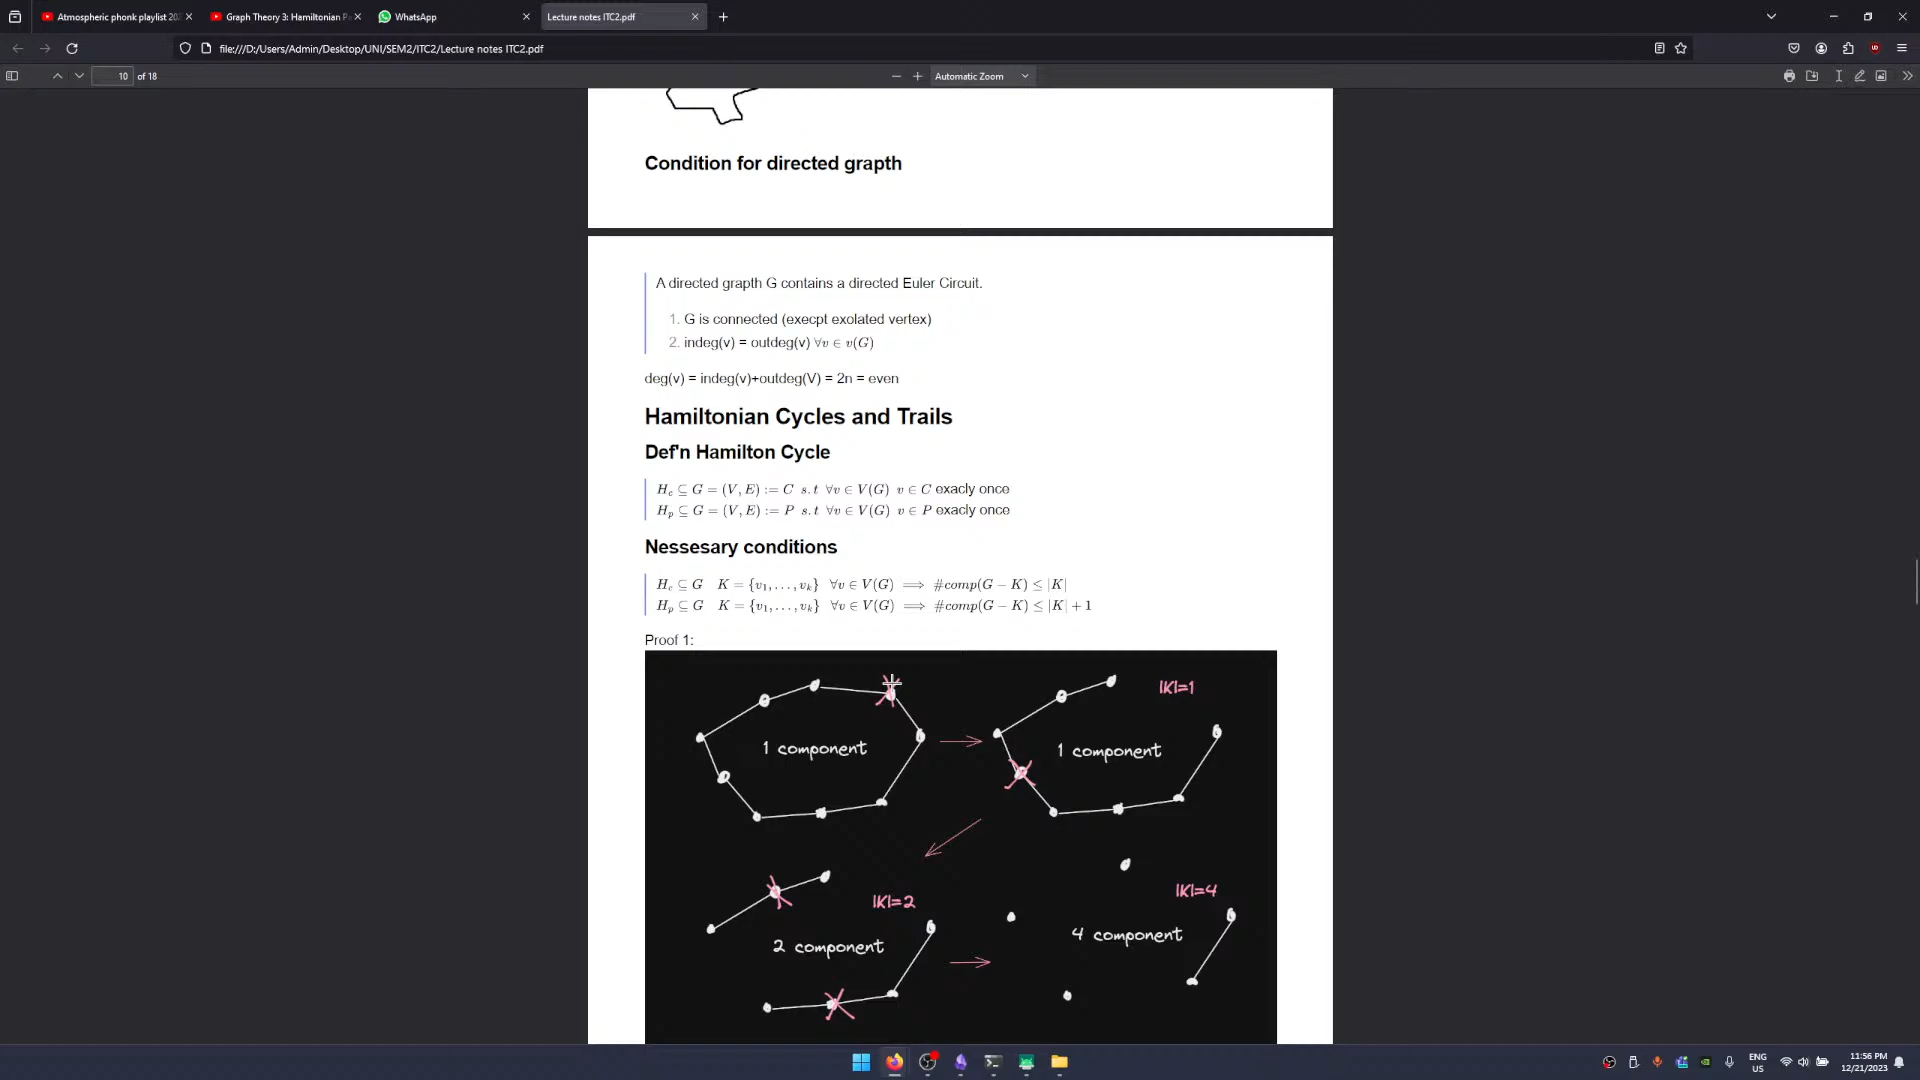 Atmospheric phonk playlist 202
Graph Theory 3: Hamiltonian P
WhatsApp
Lecture notes ITC2.pdf
file:///D:/Users/Admin/Desktop/UNI/SEM2/ITC2/Lecture notes ITC2.pdf
10 of 18
Automatic Zoom
Condition for directed grapth
A directed grapth G contains a directed Euler Circuit.
1. G is connected (execpt exolated vertex)
2. indeg(v) = outdeg(v) ∀v ∈ v(G)
deg(v) = indeg(v)+outdeg(V) = 2n = even
Hamiltonian Cycles and Trails
Def'n Hamilton Cycle
H_c ⊆ G = (V, E) := C s.t ∀v ∈ V(G) v ∈ C exacly once
H_p ⊆ G = (V, E) := P s.t ∀v ∈ V(G) v ∈ P exacly once
Nessesary conditions
H_c ⊆ G K = {v₁, . . . , v_k} ∀v ∈ V(G) ⟹ #comp(G − K) ≤ |K|
H_p ⊆ G K = {v₁, . . . , v_k} ∀v ∈ V(G) ⟹ #comp(G − K) ≤ |K| + 1
Proof 1:
|K|=1
1 component
1 component
|K|=2
|K|=4
2 component
4 component
ENG
US
11:56 PM
12/21/2023